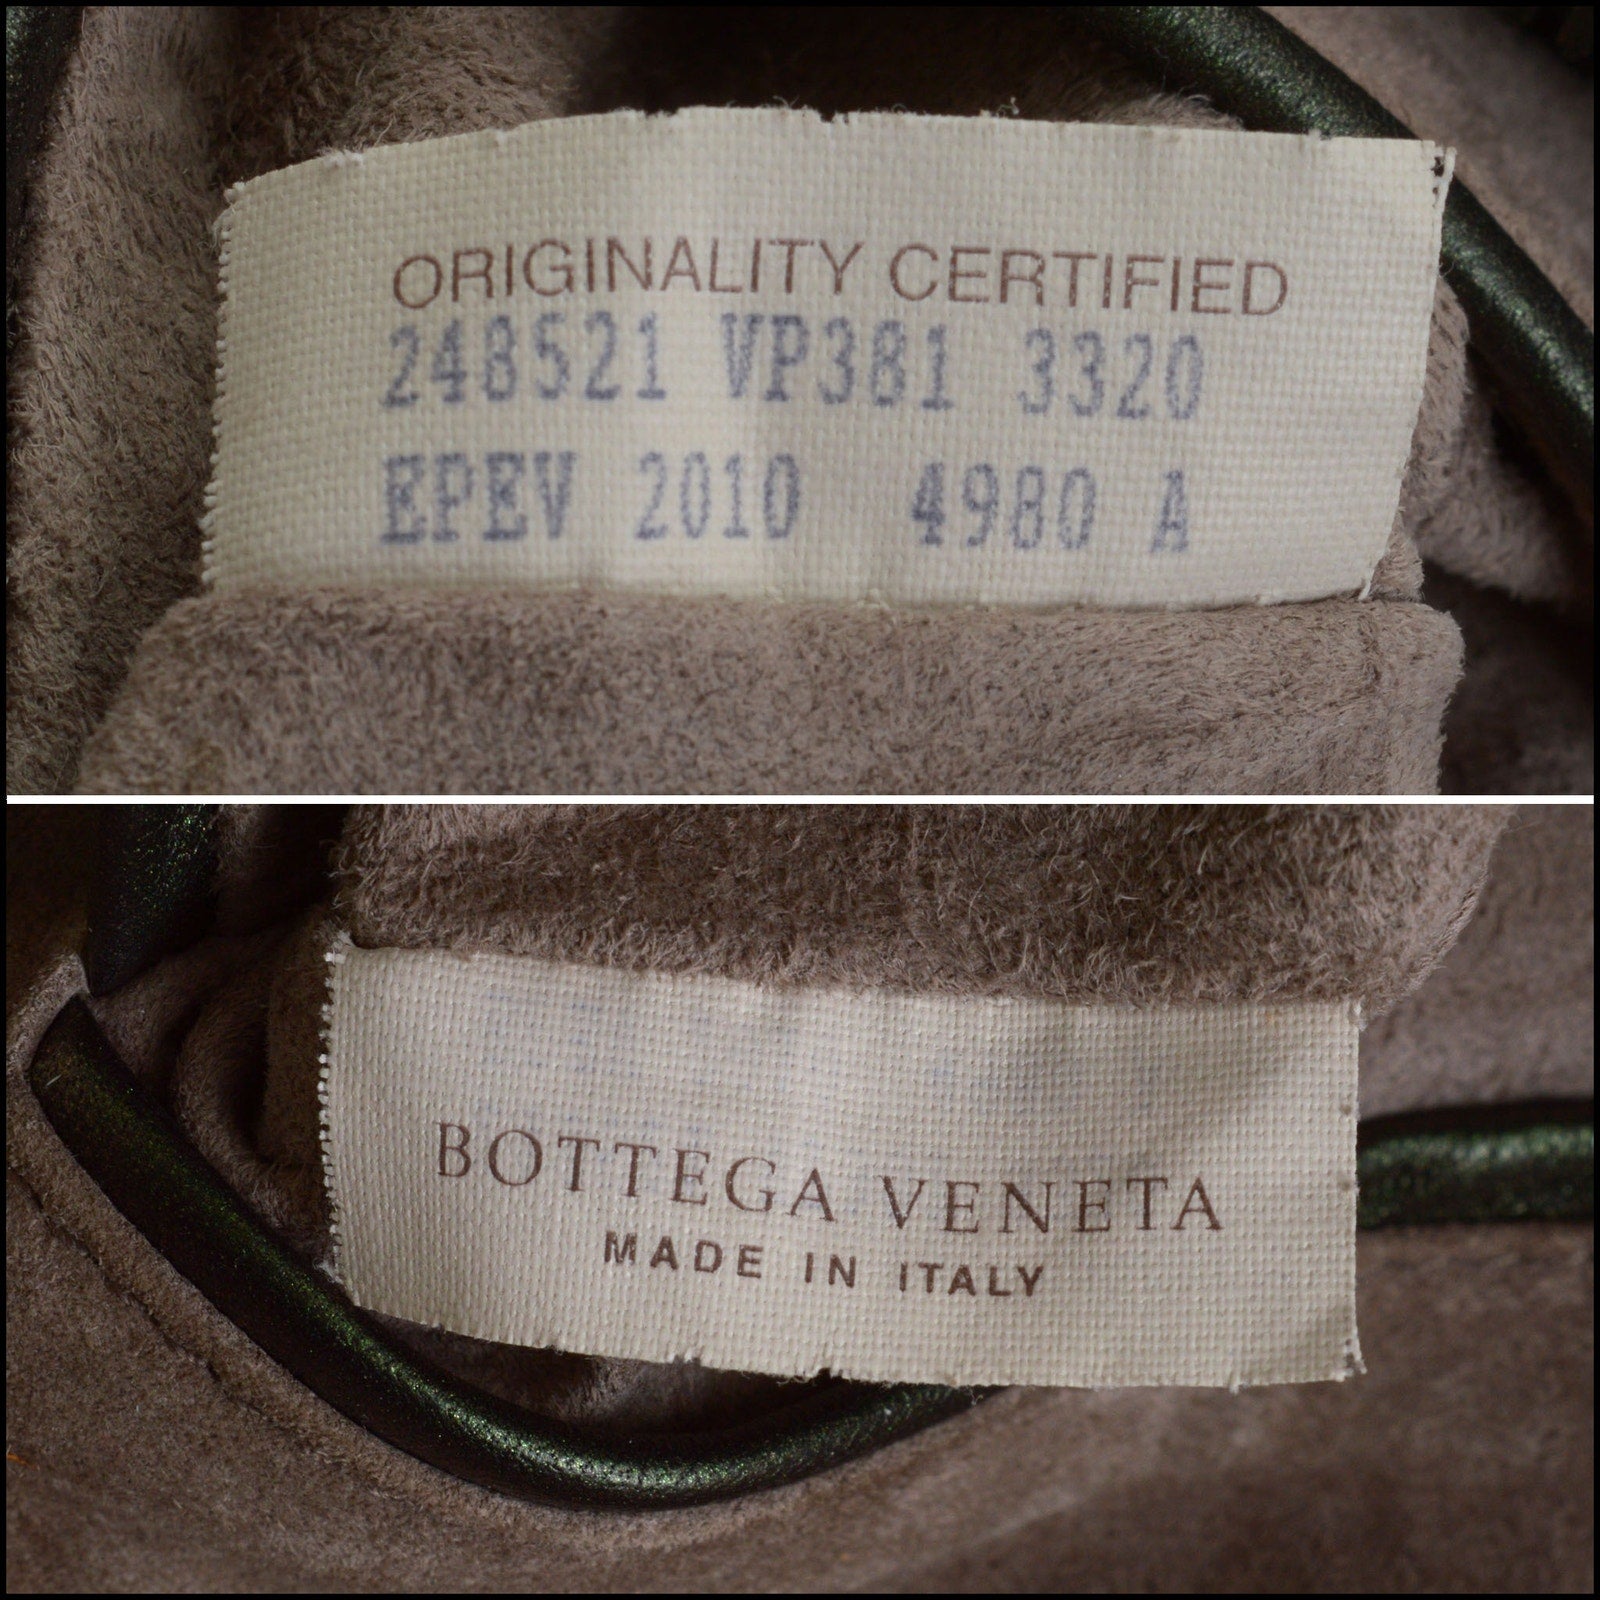 ORIGINALITY CERTIFIED
248521 VP381 3320
EPEV 2010 4980 A
BOTTEGA VENETA
MADE IN ITALY